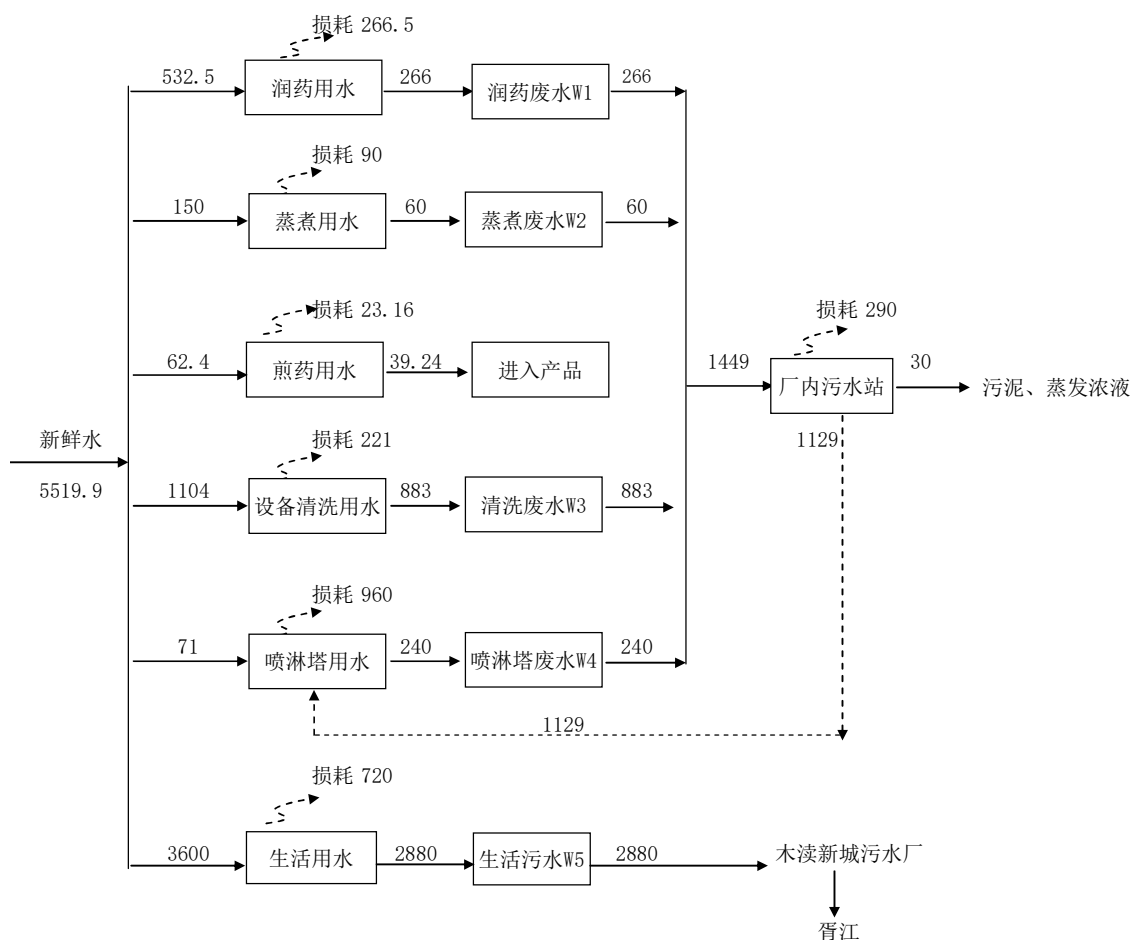 损耗 266.5
532.5
润药用水
266
润药废水W1
266
损耗 90
150
蒸煮用水
60
蒸煮废水W2
60
损耗 23.16
62.4
煎药用水
39.24
进入产品
损耗 290
1449
厂内污水站
30
污泥、蒸发浓液
1129
新鲜水
5519.9
损耗 221
1104
设备清洗用水
883
清洗废水W3
883
损耗 960
71
喷淋塔用水
240
喷淋塔废水W4
240
1129
损耗 720
3600
生活用水
2880
生活污水W5
2880
木渎新城污水厂
胥江